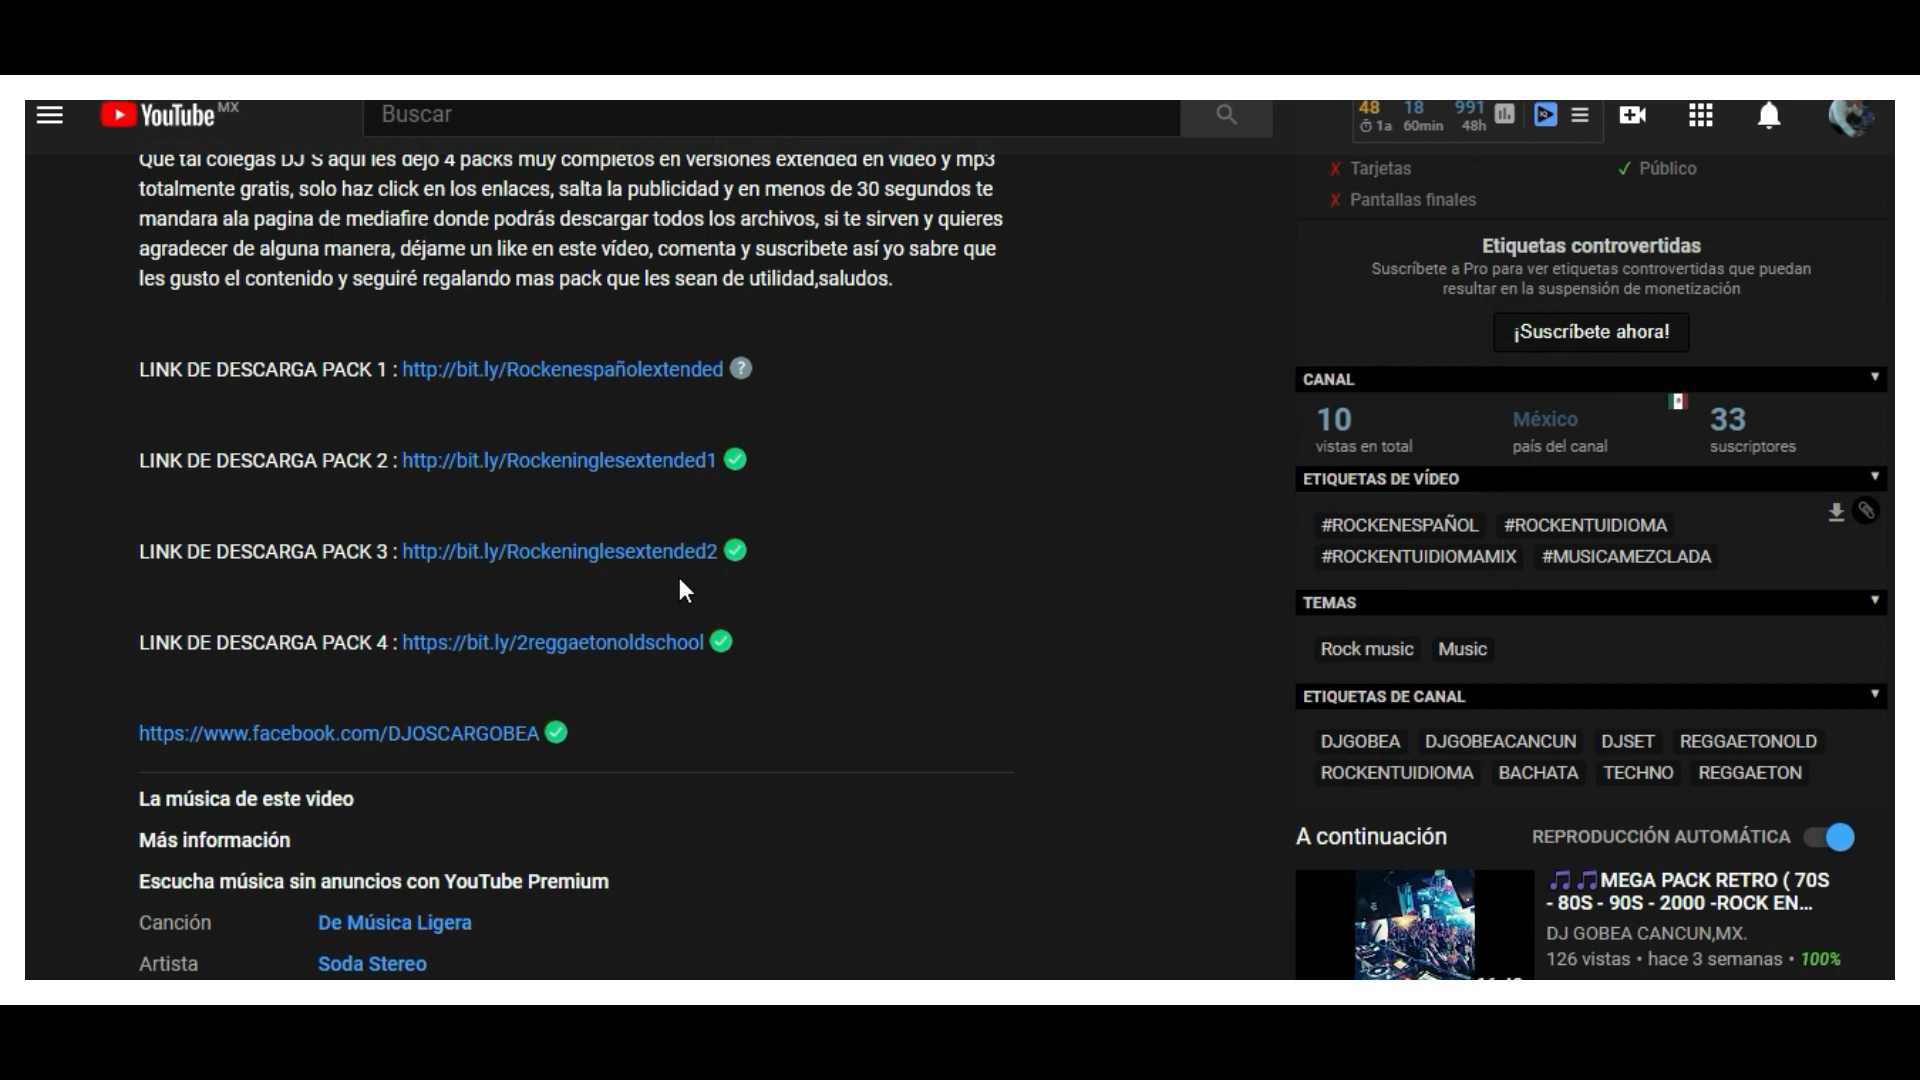 YouTube MX
Buscar
48 18 991
1a 60min 48h
Que tal colegas DJ´S aqui les dejo 4 packs muy completos en versiones extended en video y mp3
totalmente gratis, solo haz click en los enlaces, salta la publicidad y en menos de 30 segundos te
mandara ala pagina de mediafire donde podrás descargar todos los archivos, si te sirven y quieres
agradecer de alguna manera, déjame un like en este vídeo, comenta y suscribete así yo sabre que
les gusto el contenido y seguiré regalando mas pack que les sean de utilidad,saludos.
LINK DE DESCARGA PACK 1 : http://bit.ly/Rockenespañolextended ?
LINK DE DESCARGA PACK 2 : http://bit.ly/Rockeninglesextended1
LINK DE DESCARGA PACK 3 : http://bit.ly/Rockeninglesextended2
LINK DE DESCARGA PACK 4 : https://bit.ly/2reggaetonoldschool
https://www.facebook.com/DJOSCARGOBEA
La música de este video
Más información
Escucha música sin anuncios con YouTube Premium
Canción De Música Ligera
Artista Soda Stereo
✗ Tarjetas ✓ Público
✗ Pantallas finales
Etiquetas controvertidas
Suscríbete a Pro para ver etiquetas controvertidas que puedan
resultar en la suspensión de monetización
¡Suscríbete ahora!
CANAL
10 México 33
vistas en total país del canal suscriptores
ETIQUETAS DE VÍDEO
#ROCKENESPAÑOL #ROCKENTUIDIOMA
#ROCKENTUIDIOMAMIX #MUSICAMEZCLADA
TEMAS
Rock music Music
ETIQUETAS DE CANAL
DJGOBEA DJGOBEACANCUN DJSET REGGAETONOLD
ROCKENTUIDIOMA BACHATA TECHNO REGGAETON
A continuación REPRODUCCIÓN AUTOMÁTICA
🎵🎵MEGA PACK RETRO ( 70S
- 80S - 90S - 2000 -ROCK EN...
DJ GOBEA CANCUN,MX.
126 vistas • hace 3 semanas • 100%